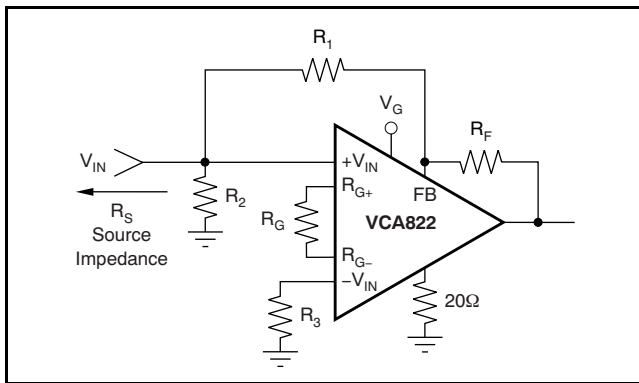 R1
VG
RF
VIN
+VIN
FB
R2
RG+
RS
Source
Impedance
RG
VCA822
RG−
−VIN
R3
20Ω